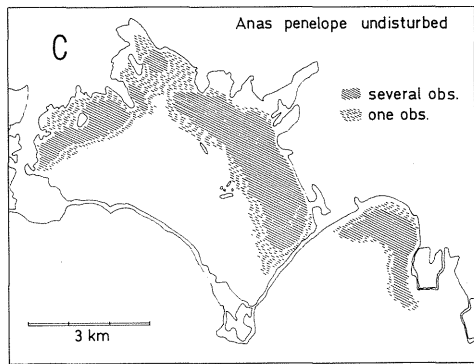 Anas penelope undisturbed
C
several obs.
one obs.
3 km